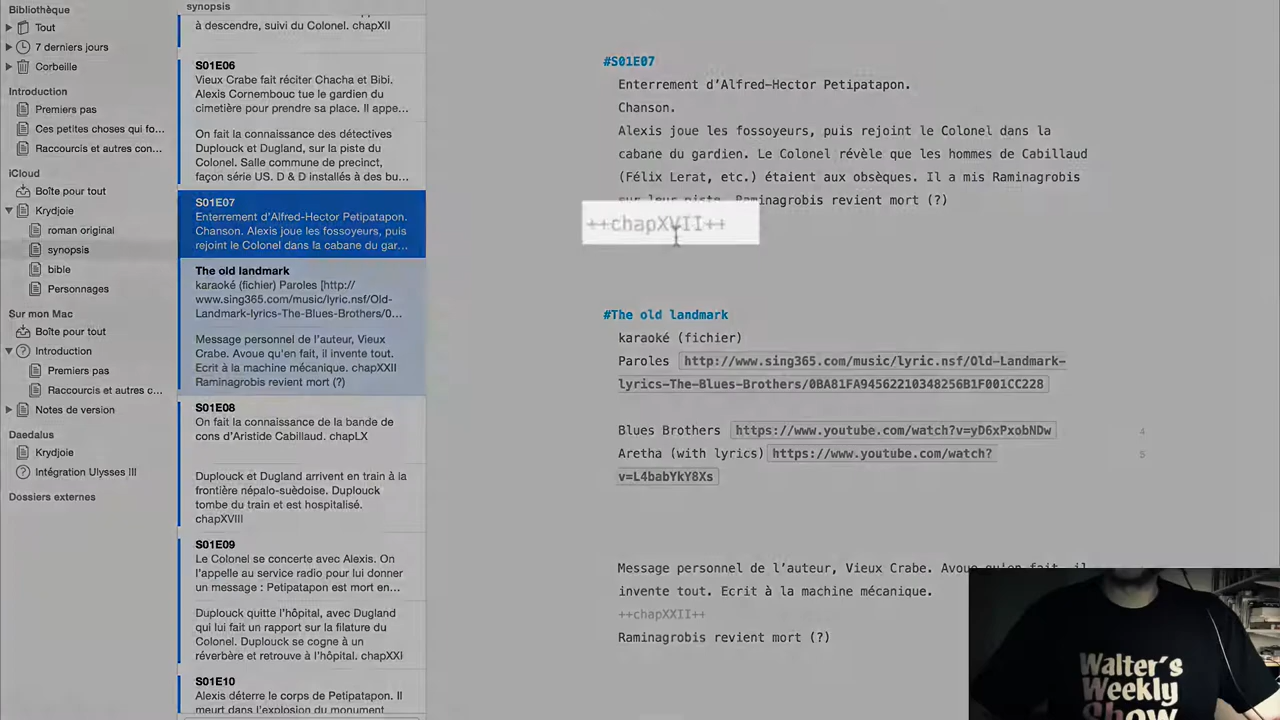 Bibliothèque
Tout
7 derniers jours
Corbeille
Introduction
Premiers pas
Ces petites choses qui fo...
Raccourcis et autres con...
iCloud
Boîte pour tout
Krydjoie
roman original
synopsis
bible
Personnages
Sur mon Mac
Boîte pour tout
Introduction
Premiers pas
Raccourcis et autres c...
Notes de version
Daedalus
Krydjoie
Intégration Ulysses III
Dossiers externes
synopsis
à descendre, suivi du Colonel. chapXII
S01E06
Vieux Crabe fait réciter Chacha et Bibi.
Alexis Cornembouc tue le gardien du
cimetière pour prendre sa place. Il appe...
On fait la connaissance des détectives
Duplouck et Dugland, sur la piste du
Colonel. Salle commune de precinct,
façon série US. D & D installés à des bu...
S01E07
Enterrement d'Alfred-Hector Petipatapon.
Chanson. Alexis joue les fossoyeurs, puis
rejoint le Colonel dans la cabane du gar...
The old landmark
karaoké (fichier) Paroles [http://
www.sing365.com/music/lyric.nsf/Old-
Landmark-lyrics-The-Blues-Brothers/0...
Message personnel de l'auteur, Vieux
Crabe. Avoue qu'en fait, il invente tout.
Ecrit à la machine mécanique. chapXXII
Raminagrobis revient mort (?)
S01E08
On fait la connaissance de la bande de
cons d'Aristide Cabillaud. chapLX
Duplouck et Dugland arrivent en train à la
frontière népalo-suèdoise. Duplouck
tombe du train et est hospitalisé.
chapXVIII
S01E09
Le Colonel se concerte avec Alexis. On
l'appelle au service radio pour lui donner
un message : Petipatapon est mort en...
Duplouck quitte l'hôpital, avec Dugland
qui lui fait un rapport sur la filature du
Colonel. Duplouck se cogne à un
réverbère et retrouve à l'hôpital. chapXXI
S01E10
Alexis déterre le corps de Petipatapon. Il
meurt dans l'explosion du monument
#S01E07
Enterrement d'Alfred-Hector Petipatapon.
Chanson.
Alexis joue les fossoyeurs, puis rejoint le Colonel dans la
cabane du gardien. Le Colonel révèle que les hommes de Cabillaud
(Félix Lerat, etc.) étaient aux obsèques. Il a mis Raminagrobis
sur leur piste. Raminagrobis revient mort (?)
++chapXVII++
#The old landmark
karaoké (fichier)
Paroles http://www.sing365.com/music/lyric.nsf/Old-Landmark-
lyrics-The-Blues-Brothers/0BA81FA94562210348256B1F001CC228
Blues Brothers https://www.youtube.com/watch?v=yD6xPxobNDw 4
Aretha (with lyrics) https://www.youtube.com/watch? 5
v=L4babYkY8Xs
Message personnel de l'auteur, Vieux Crabe. Avoue qu'en fait, il
invente tout. Ecrit à la machine mécanique.
++chapXXII++
Raminagrobis revient mort (?)
Walter's
Weekly
Show